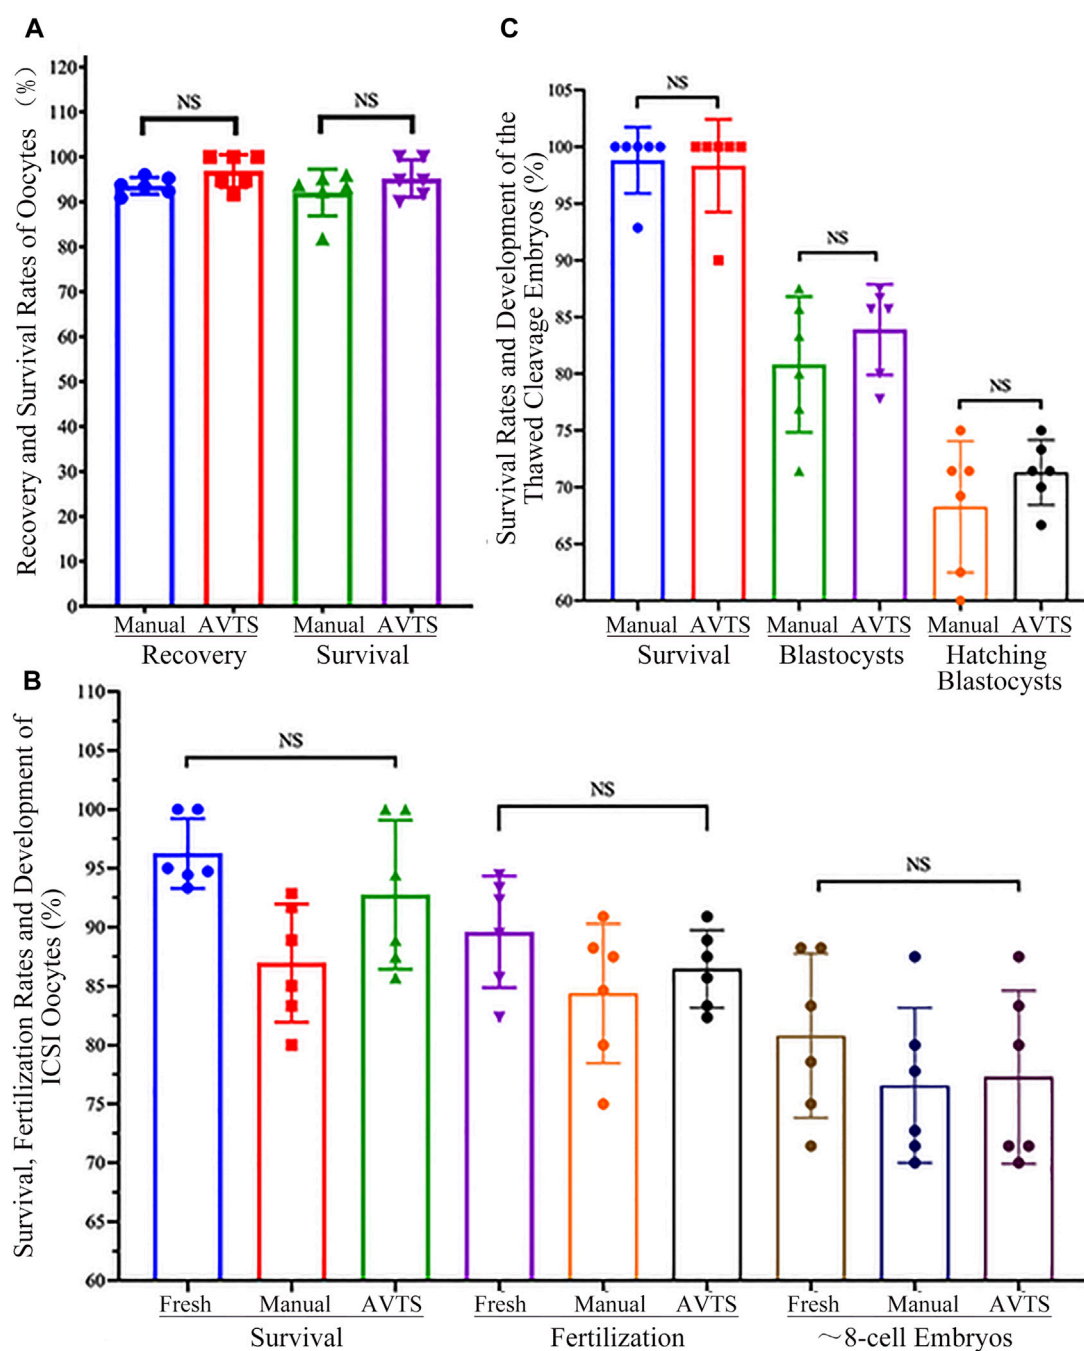 A
Recovery and Survival Rates of Oocytes (%)
120
110
100
90
80
70
60
50
40
30
20
10
0
NS
NS
Manual AVTS Manual AVTS
Recovery Survival
C
Survival Rates and Development of the
Thawed Cleavage Embryos (%)
105
100
95
90
85
80
75
70
65
60
NS
NS
NS
Manual AVTS Manual AVTS Manual AVTS
Survival Blastocysts Hatching
Blastocysts
B
Survival, Fertilization Rates and Development of
ICSI Oocytes (%)
110
105
100
95
90
85
80
75
70
65
60
NS
NS
NS
Fresh Manual AVTS Fresh Manual AVTS Fresh Manual AVTS
Survival Fertilization ~8-cell Embryos